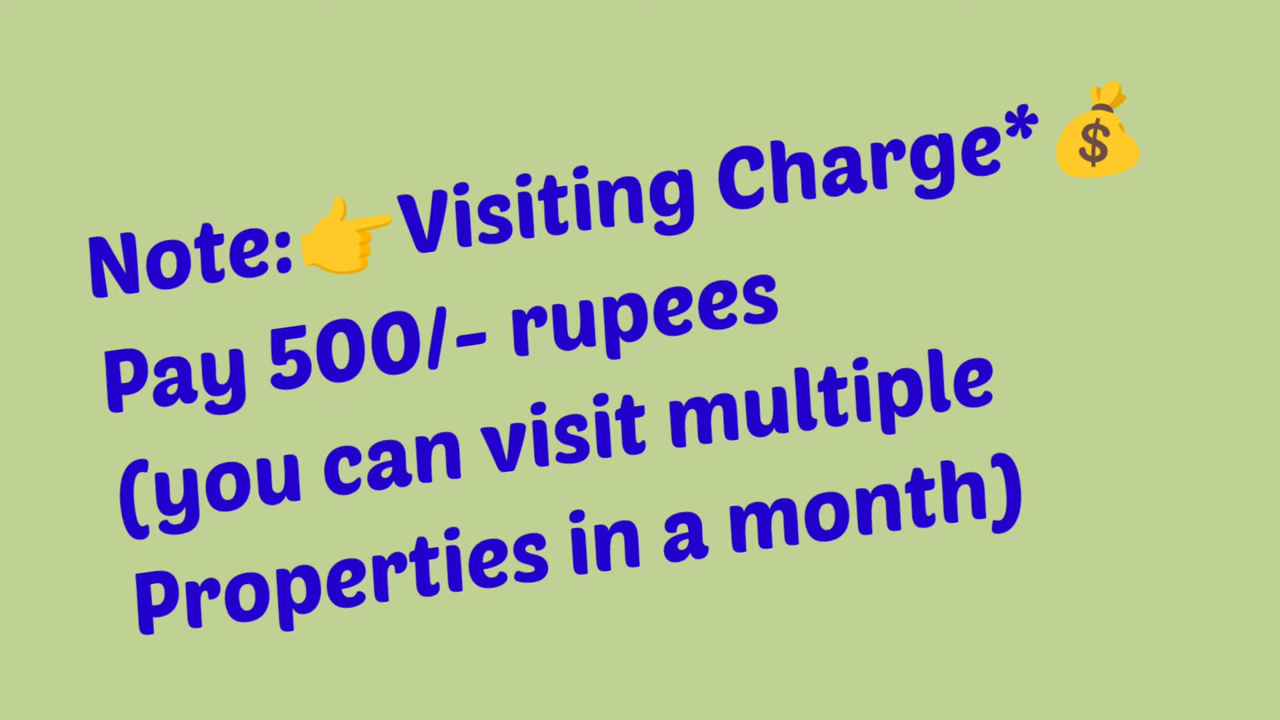 Note:👉Visiting Charge*💰
Pay 500/- rupees
(you can visit multiple
Properties in a month)